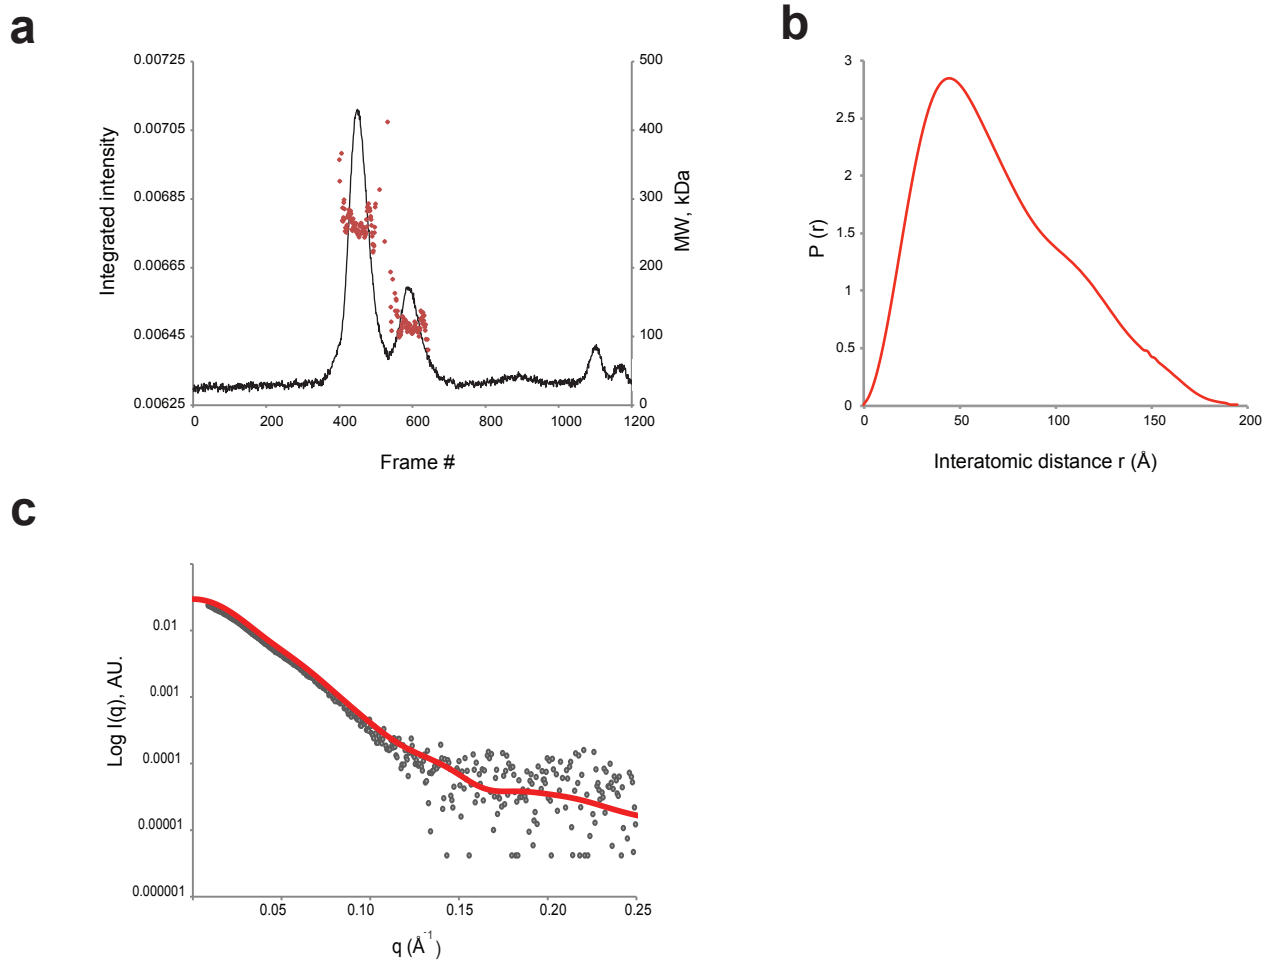 a
0.00725
0.00705
0.00685
0.00665
0.00645
0.00625
Integrated intensity
500
400
300
200
100
0
MW, kDa
0 200 400 600 800 1000 1200
Frame #
b
3
2.5
2
1.5
1
0.5
0
P (r)
0 50 100 150 200
Interatomic distance r (Å)
c
0.01
0.001
0.0001
0.00001
0.000001
Log I(q), AU.
0.05 0.10 0.15 0.20 0.25
q (Å⁻¹)